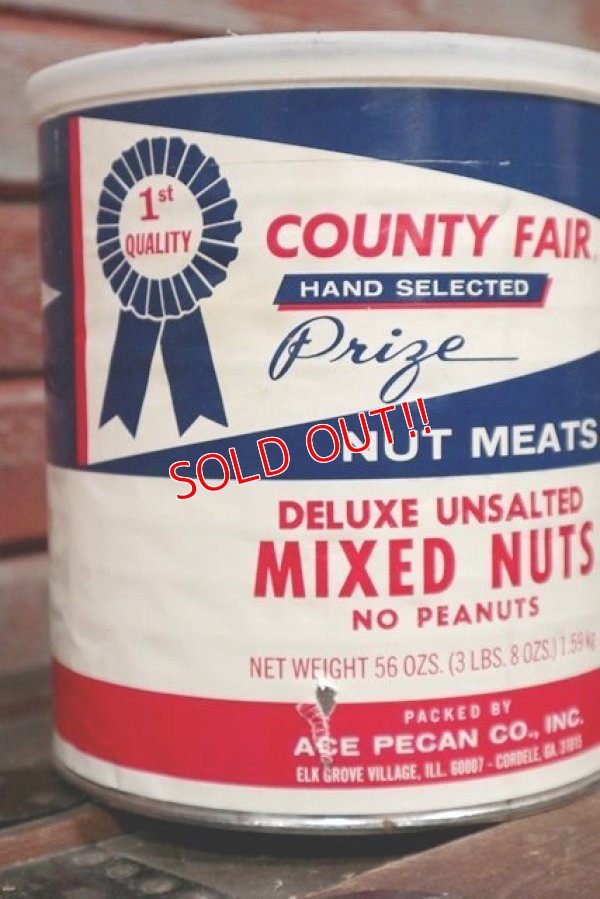 1st
QUALITY
COUNTY FAIR
HAND SELECTED
Prize
NUT MEATS
SOLD OUT!!
DELUXE UNSALTED
MIXED NUTS
NO PEANUTS
NET WEIGHT 56 OZS. (3 LBS. 8 OZS.) 1.59 kg
PACKED BY
ACE PECAN CO., INC.
ELK GROVE VILLAGE, ILL. 60007 - CORDELE, GA. 31015